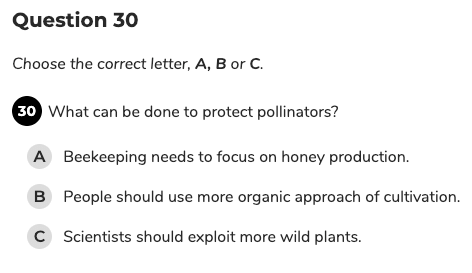 Question 30
Choose the correct letter, A, B or C.
30 What can be done to protect pollinators?
A Beekeeping needs to focus on honey production.
B People should use more organic approach of cultivation.
C Scientists should exploit more wild plants.